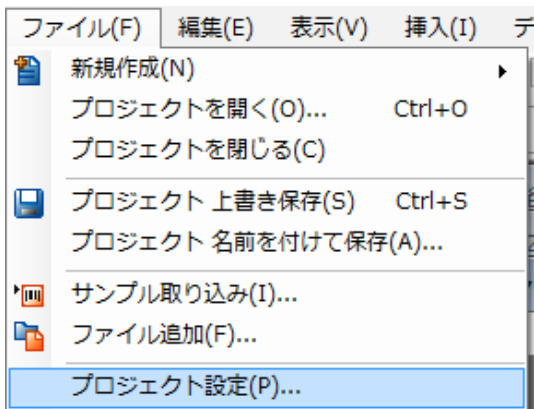 ファイル(F) 編集(E) 表示(V) 挿入(I) デ
新規作成(N)
プロジェクトを開く(O)... Ctrl+O
プロジェクトを閉じる(C)
プロジェクト 上書き保存(S) Ctrl+S
プロジェクト 名前を付けて保存(A)...
サンプル取り込み(I)...
ファイル追加(F)...
プロジェクト設定(P)...